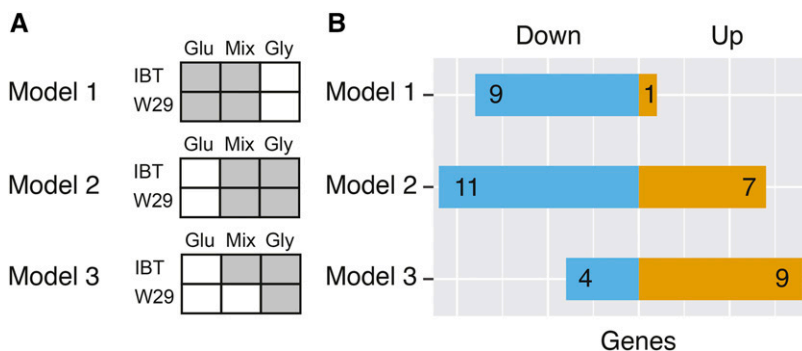 A
Glu Mix Gly
Model 1
IBT
W29
Glu Mix Gly
Model 2
IBT
W29
Glu Mix Gly
Model 3
IBT
W29
B
Down Up
Model 1 9 1
Model 2 11 7
Model 3 4 9
Genes